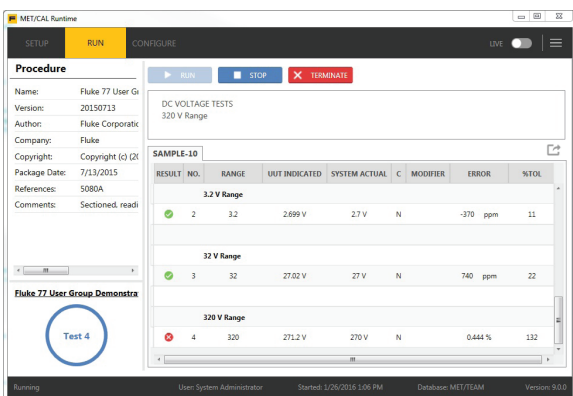 MET/CAL Runtime
SETUP RUN CONFIGURE LIVE
Procedure
Name: Fluke 77 User Gr
Version: 20150713
Author: Fluke Corporatic
Company: Fluke
Copyright: Copyright (c) (20
Package Date: 7/13/2015
References: 5080A
Comments: Sectioned, readi
Fluke 77 User Group Demonstra
Test 4
RUN STOP TERMINATE
DC VOLTAGE TESTS
320 V Range
SAMPLE-10
RESULT NO. RANGE UUT INDICATED SYSTEM ACTUAL C MODIFIER ERROR %TOL
3.2 V Range
2 3.2 2.699 V 2.7 V N -370 ppm 11
32 V Range
3 32 27.02 V 27 V N 740 ppm 22
320 V Range
4 320 271.2 V 270 V N 0.444 % 132
Running User: System Administrator Started: 1/26/2016 1:06 PM Database: MET/TEAM Version: 9.0.0